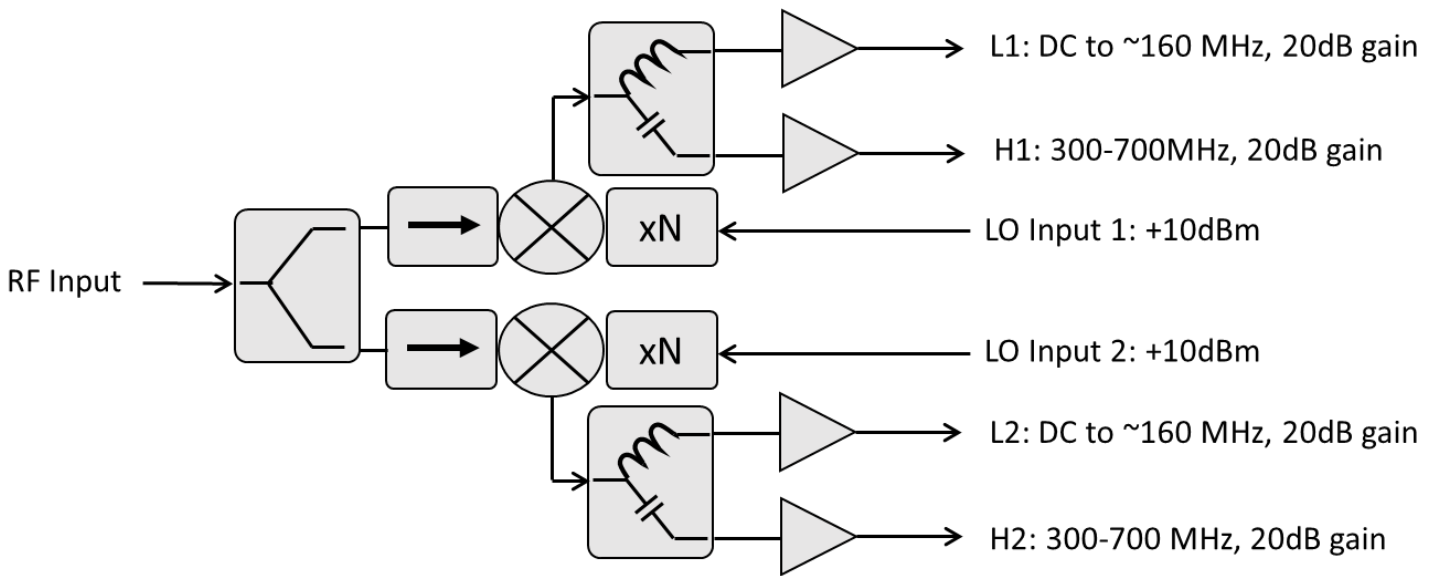 L1: DC to ~160 MHz, 20dB gain
H1: 300-700MHz, 20dB gain
xN
LO Input 1: +10dBm
RF Input
xN
LO Input 2: +10dBm
L2: DC to ~160 MHz, 20dB gain
H2: 300-700 MHz, 20dB gain